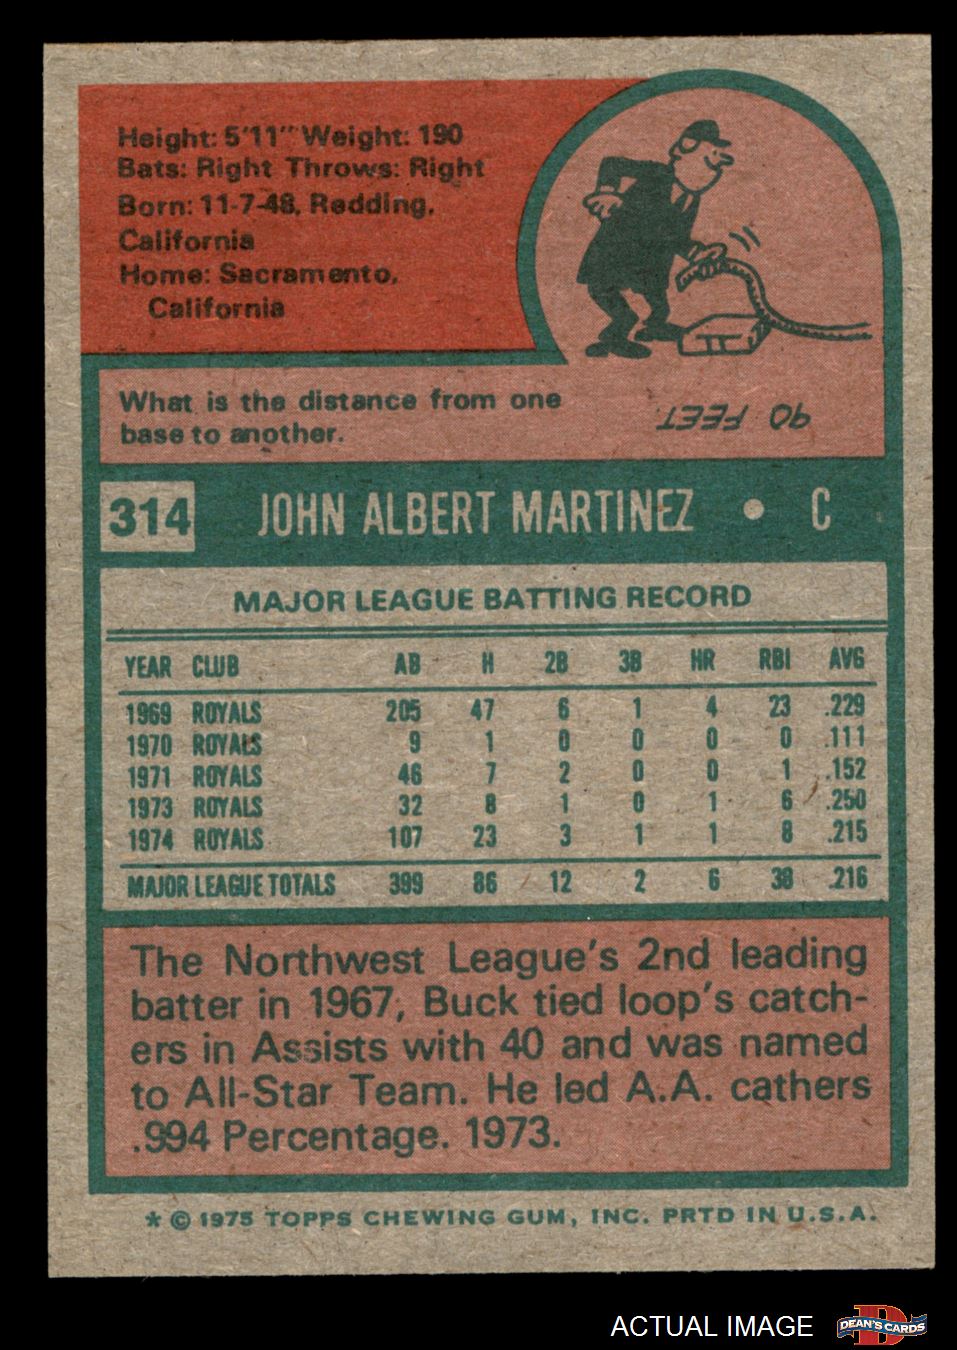 Height: 5'11" Weight: 190
Bats: Right Throws: Right
Born: 11-7-48, Redding,
California
Home: Sacramento,
California
What is the distance from one
base to another.
90 FEET.
314 JOHN ALBERT MARTINEZ • C
MAJOR LEAGUE BATTING RECORD
YEAR CLUB AB H 2B 3B HR RBI AVG
1969 ROYALS 205 47 6 1 4 23 .229
1970 ROYALS 9 1 0 0 0 0 .111
1971 ROYALS 46 7 2 0 0 1 .152
1973 ROYALS 32 8 1 0 1 6 .250
1974 ROYALS 107 23 3 1 1 8 .215
MAJOR LEAGUE TOTALS 399 86 12 2 6 38 .216
The Northwest League's 2nd leading
batter in 1967, Buck tied loop's catch-
ers in Assists with 40 and was named
to All-Star Team. He led A.A. cathers
.994 Percentage. 1973.
* © 1975 TOPPS CHEWING GUM, INC. PRTD IN U.S.A.
ACTUAL IMAGE
D
DEAN'S CARDS